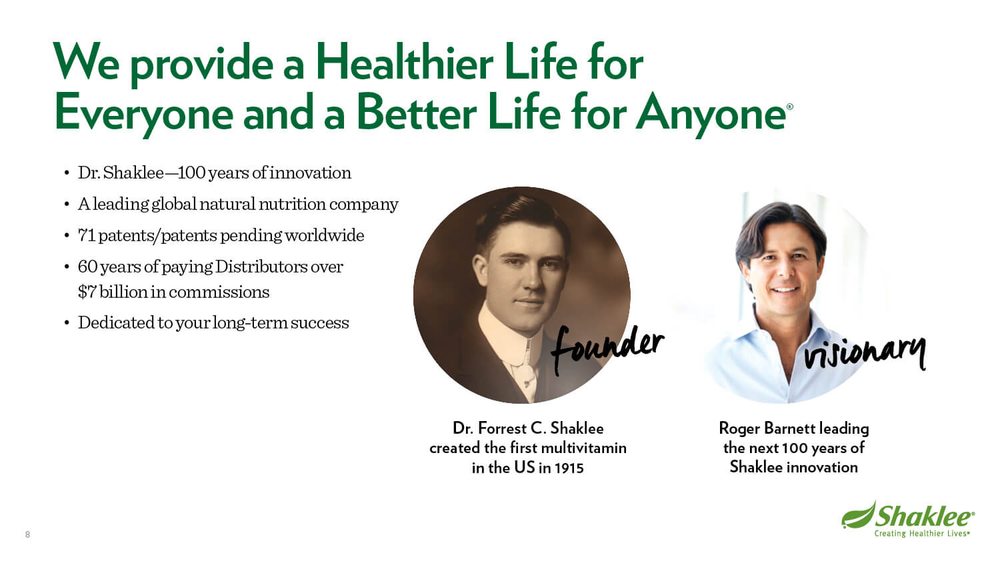 We provide a Healthier Life for
Everyone and a Better Life for Anyone®
• Dr. Shaklee—100 years of innovation
• A leading global natural nutrition company
• 71 patents/patents pending worldwide
• 60 years of paying Distributors over
$7 billion in commissions
• Dedicated to your long-term success
founder
visionary
Dr. Forrest C. Shaklee
created the first multivitamin
in the US in 1915
Roger Barnett leading
the next 100 years of
Shaklee innovation
Shaklee®
Creating Healthier Lives®
8